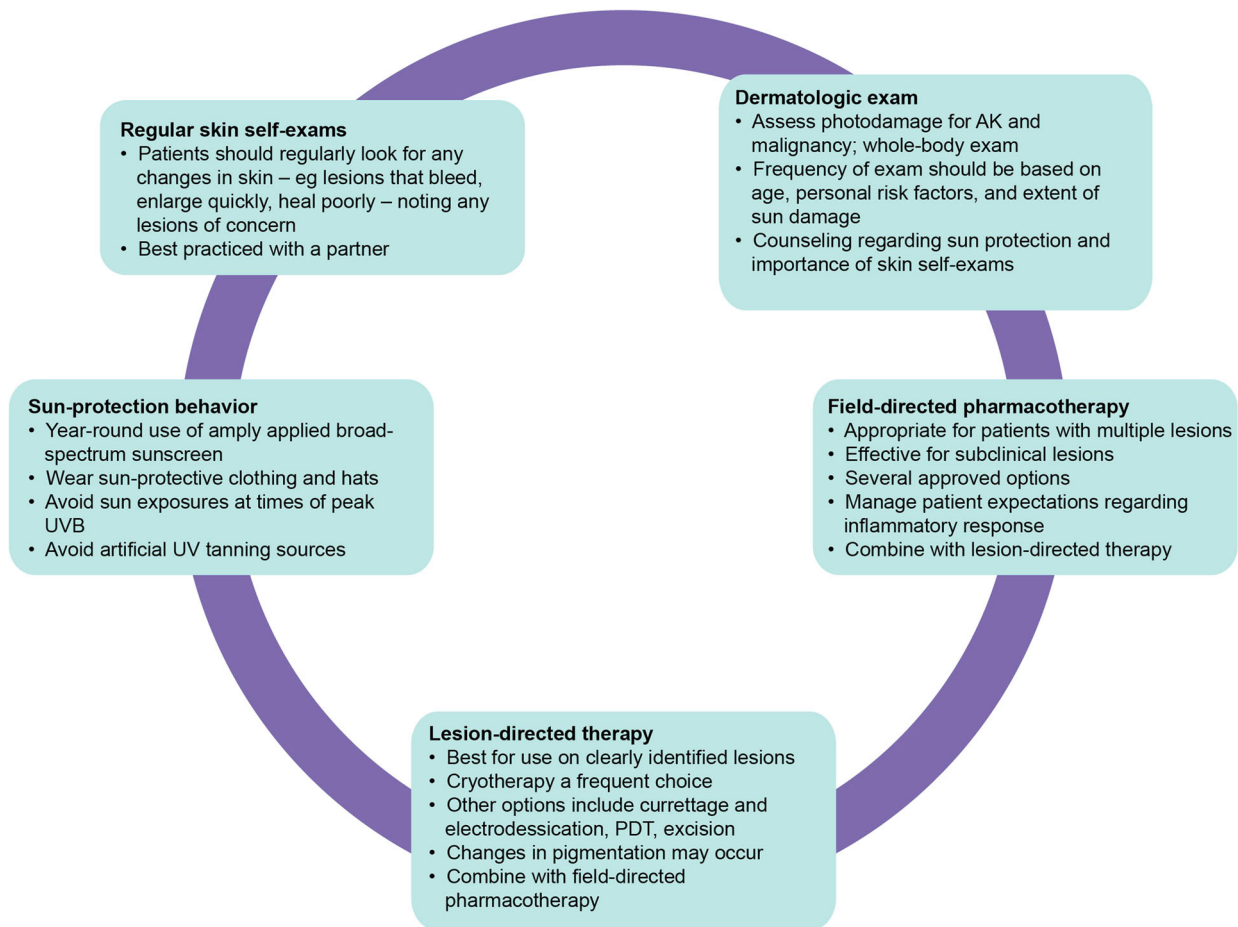 Regular skin self-exams
• Patients should regularly look for any
changes in skin – eg lesions that bleed,
enlarge quickly, heal poorly – noting any
lesions of concern
• Best practiced with a partner
Dermatologic exam
• Assess photodamage for AK and
malignancy; whole-body exam
• Frequency of exam should be based on
age, personal risk factors, and extent of
sun damage
• Counseling regarding sun protection and
importance of skin self-exams
Sun-protection behavior
• Year-round use of amply applied broad-
spectrum sunscreen
• Wear sun-protective clothing and hats
• Avoid sun exposures at times of peak
UVB
• Avoid artificial UV tanning sources
Field-directed pharmacotherapy
• Appropriate for patients with multiple lesions
• Effective for subclinical lesions
• Several approved options
• Manage patient expectations regarding
inflammatory response
• Combine with lesion-directed therapy
Lesion-directed therapy
• Best for use on clearly identified lesions
• Cryotherapy a frequent choice
• Other options include currettage and
electrodessication, PDT, excision
• Changes in pigmentation may occur
• Combine with field-directed
pharmacotherapy